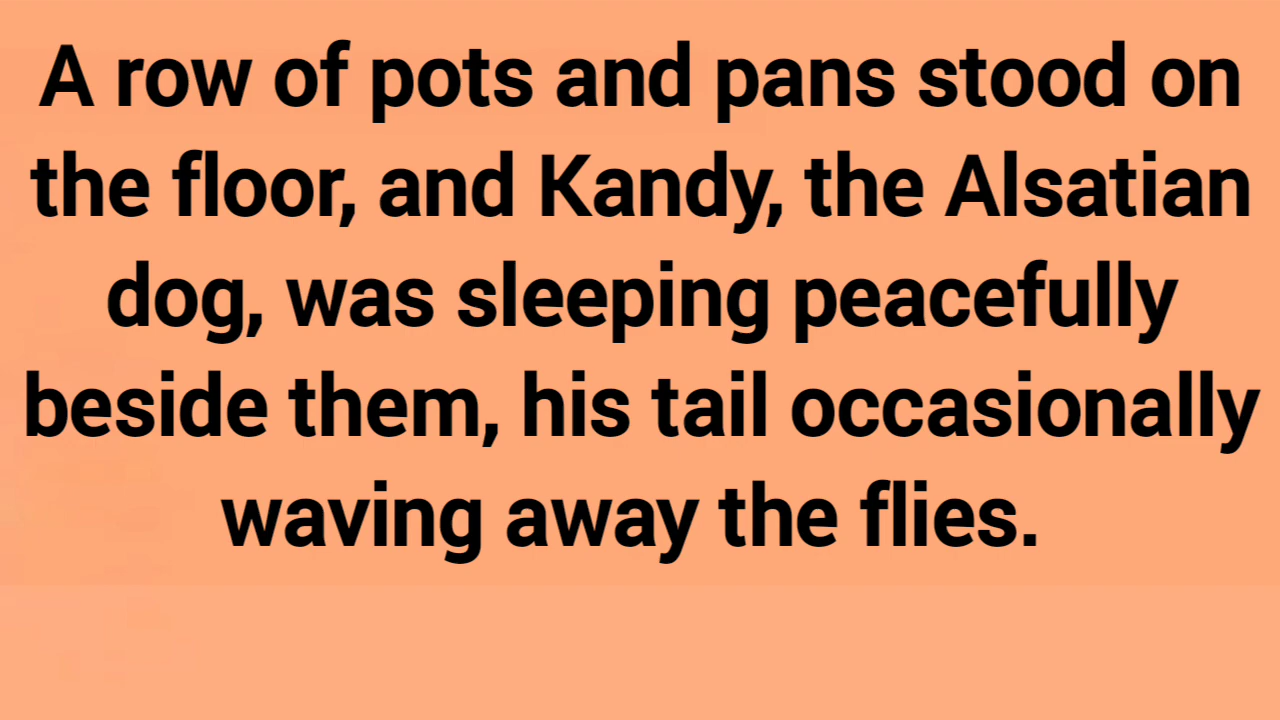 A row of pots and pans stood on
the floor, and Kandy, the Alsatian
dog, was sleeping peacefully
beside them, his tail occasionally
waving away the flies.